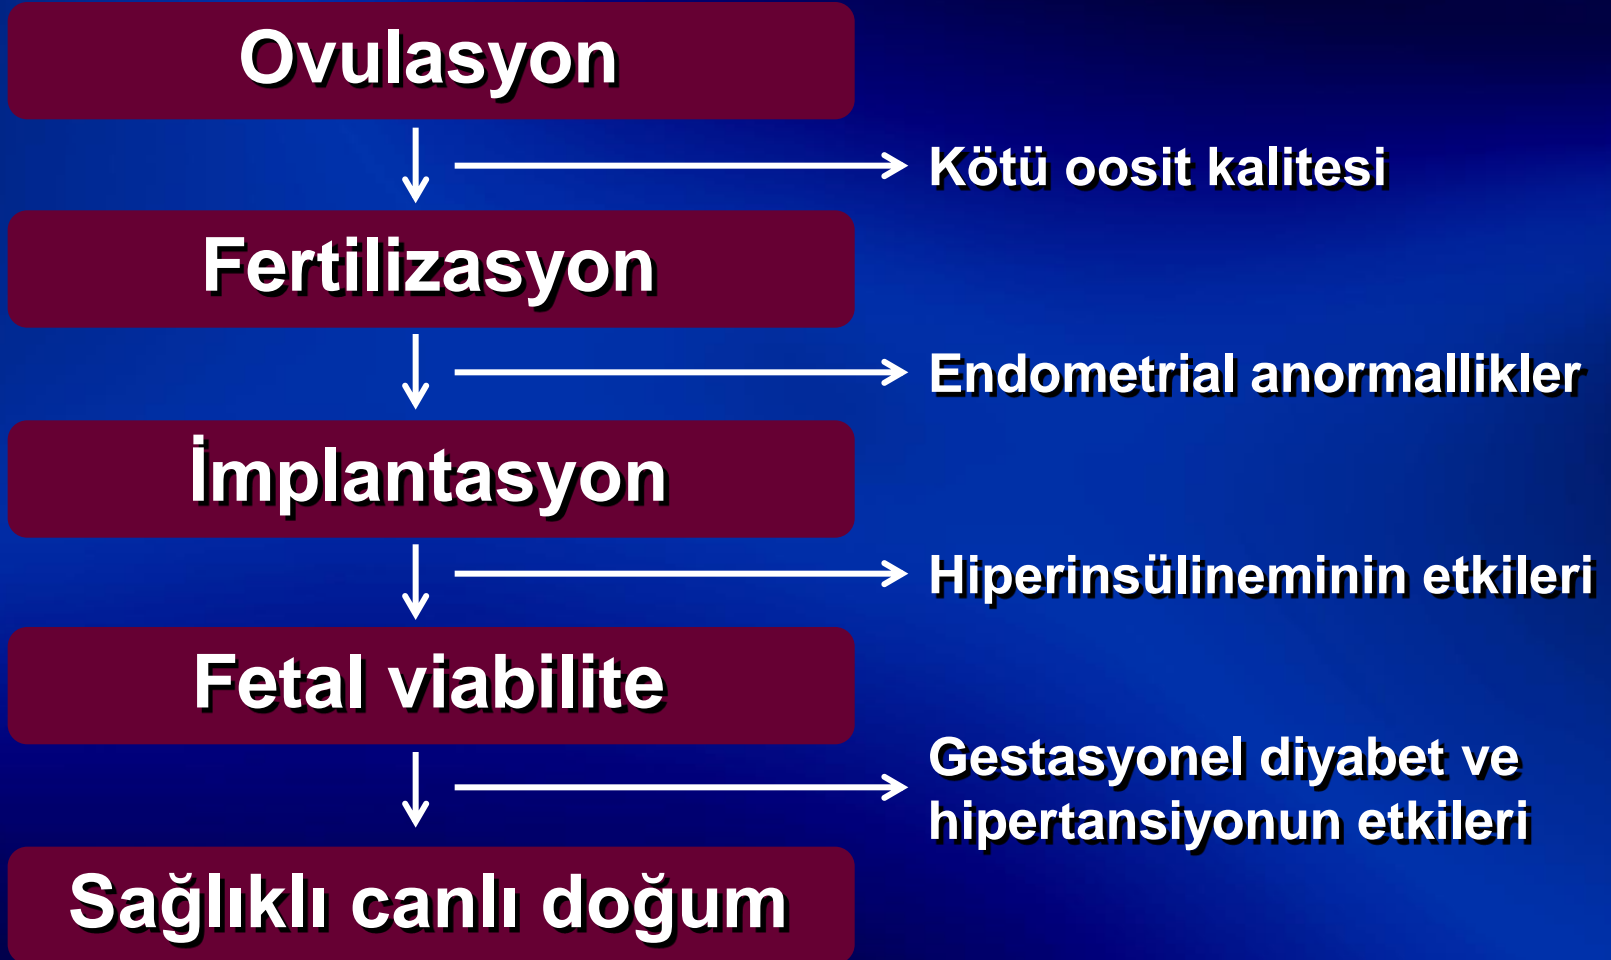 Ovulasyon
Kötü oosit kalitesi
Fertilizasyon
Endometrial anormallikler
İmplantasyon
Hiperinsülineminin etkileri
Fetal viabilite
Gestasyonel diyabet ve
hipertansiyonun etkileri
Sağlıklı canlı doğum